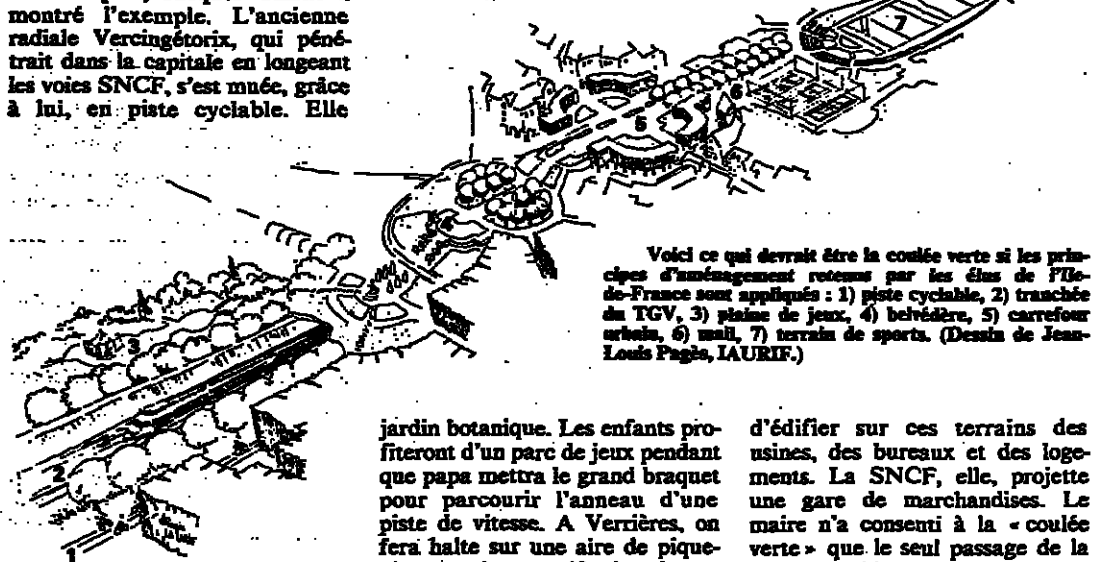 montré l'exemple. L'ancienne
radiale Vercingétorix, qui péné-
trait dans la capitale en longeant
les voies SNCF, s'est muée, grâce
à lui, en piste cyclable. Elle
7
6
5
4
3
2
1
Voici ce qui devrait être la coulée verte si les prin-
cipes d'aménagement retenus par les élus de l'Ile-
de-France sont appliqués : 1) piste cyclable, 2) tranchée
du TGV, 3) plaine de jeux, 4) belvédère, 5) carrefour
urbain, 6) mail, 7) terrain de sports. (Dessin de Jean-
Louis Pagès, IAURIF.)
jardin botanique. Les enfants pro-
fiteront d'un parc de jeux pendant
que papa mettra le grand braquet
pour parcourir l'anneau d'une
piste de vitesse. A Verrières, on
fera halte sur une aire de pique-
d'édifier sur ces terrains des
usines, des bureaux et des loge-
ments. La SNCF, elle, projette
une gare de marchandises. Le
maire n'a consenti à la « coulée
verte » que le seul passage de la